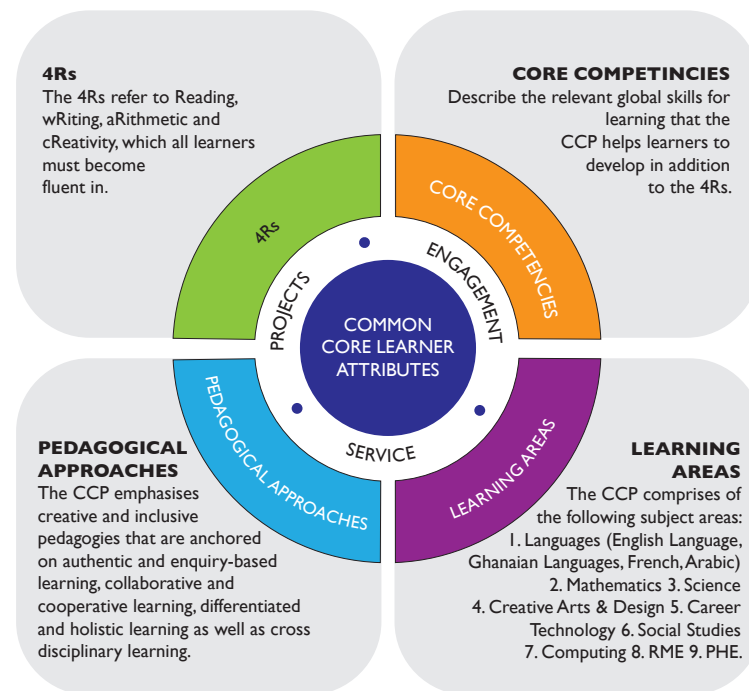 4Rs
The 4Rs refer to Reading,
wRiting, aRithmetic and
cReativity, which all learners
must become
fluent in.
CORE COMPETENCIES
Describe the relevant global skills for
learning that the
CCP helps learners to
develop in addition
to the 4Rs.
4Rs
CORE COMPETENCIES
PROJECTS
ENGAGEMENT
COMMON
CORE LEARNER
ATTRIBUTES
SERVICE
PEDAGOGICAL APPROACHES
LEARNING AREAS
PEDAGOGICAL
APPROACHES
The CCP emphasises
creative and inclusive
pedagogies that are anchored
on authentic and enquiry-based
learning, collaborative and
cooperative learning, differentiated
and holistic learning as well as cross
disciplinary learning.
LEARNING
AREAS
The CCP comprises of
the following subject areas:
1. Languages (English Language,
Ghanaian Languages, French, Arabic)
2. Mathematics 3. Science
4. Creative Arts & Design 5. Career
Technology 6. Social Studies
7. Computing 8. RME 9. PHE.